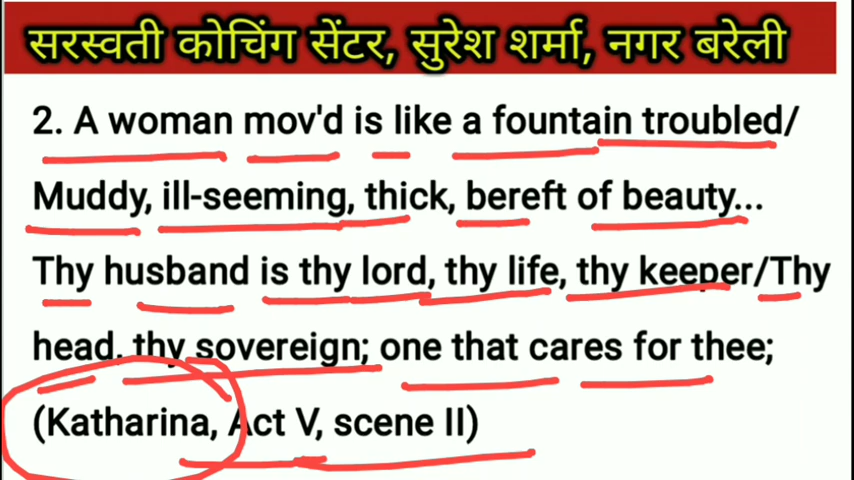 सरस्वती कोचिंग सेंटर, सुरेश शर्मा, नगर बरेली
2. A woman mov'd is like a fountain troubled/
Muddy, ill-seeming, thick, bereft of beauty...
Thy husband is thy lord, thy life, thy keeper/Thy
head, thy sovereign; one that cares for thee;
(Katharina, Act V, scene II)